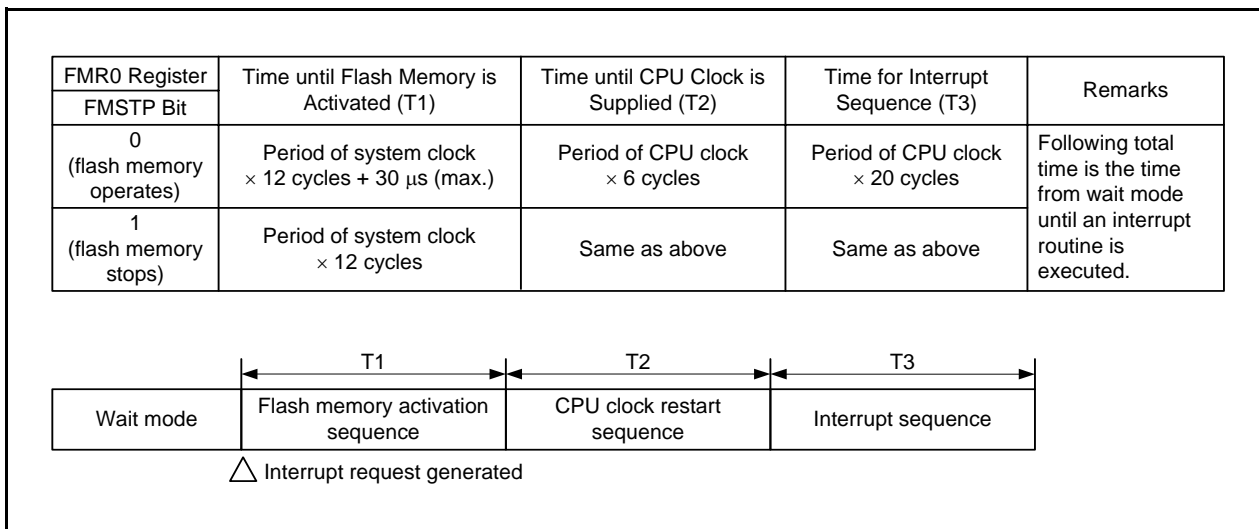 FMR0 Register
FMSTP Bit
Time until Flash Memory is
Activated (T1)
Time until CPU Clock is
Supplied (T2)
Time for Interrupt
Sequence (T3)
Remarks
0
(flash memory
operates)
Period of system clock
× 12 cycles + 30 μs (max.)
Period of CPU clock
× 6 cycles
Period of CPU clock
× 20 cycles
Following total
time is the time
from wait mode
until an interrupt
routine is
executed.
1
(flash memory
stops)
Period of system clock
× 12 cycles
Same as above
Same as above
T1
T2
T3
Wait mode
Flash memory activation
sequence
CPU clock restart
sequence
Interrupt sequence
Interrupt request generated